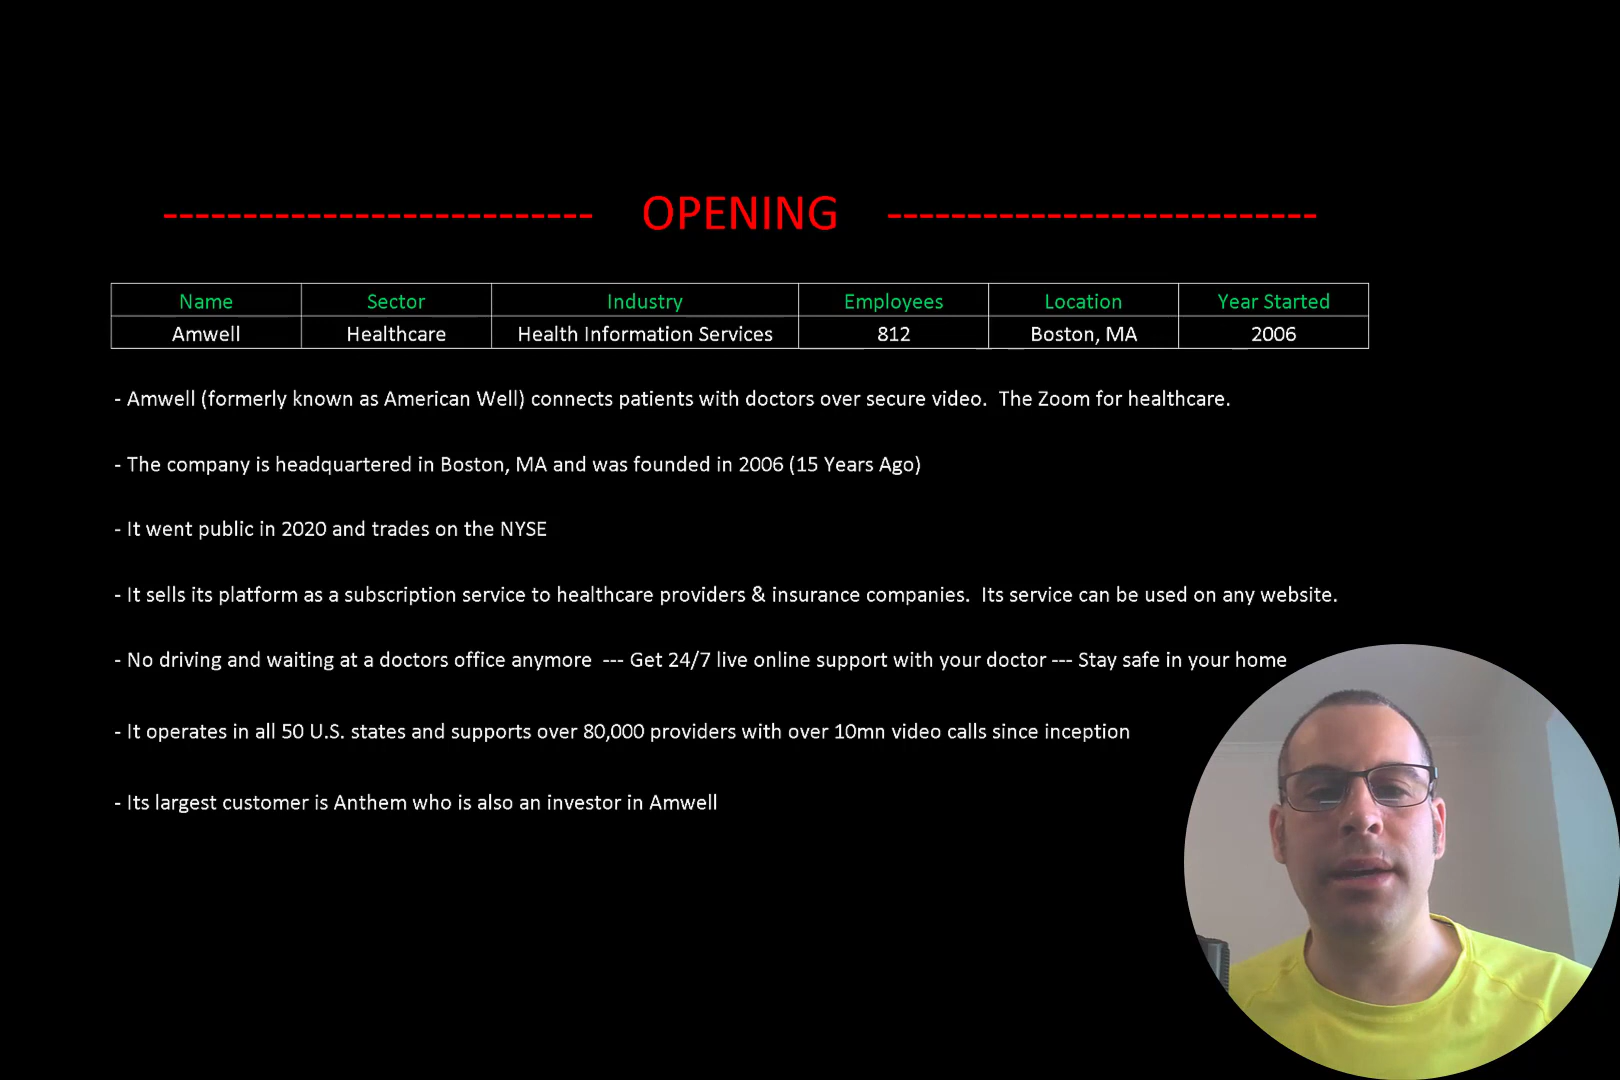 --------------------------- OPENING ---------------------------
Name Sector Industry Employees Location Year Started
Amwell Healthcare Health Information Services 812 Boston, MA 2006
- Amwell (formerly known as American Well) connects patients with doctors over secure video.  The Zoom for healthcare.
- The company is headquartered in Boston, MA and was founded in 2006 (15 Years Ago)
- It went public in 2020 and trades on the NYSE
- It sells its platform as a subscription service to healthcare providers & insurance companies.  Its service can be used on any website.
- No driving and waiting at a doctors office anymore  --- Get 24/7 live online support with your doctor --- Stay safe in your home
- It operates in all 50 U.S. states and supports over 80,000 providers with over 10mn video calls since inception
- Its largest customer is Anthem who is also an investor in Amwell